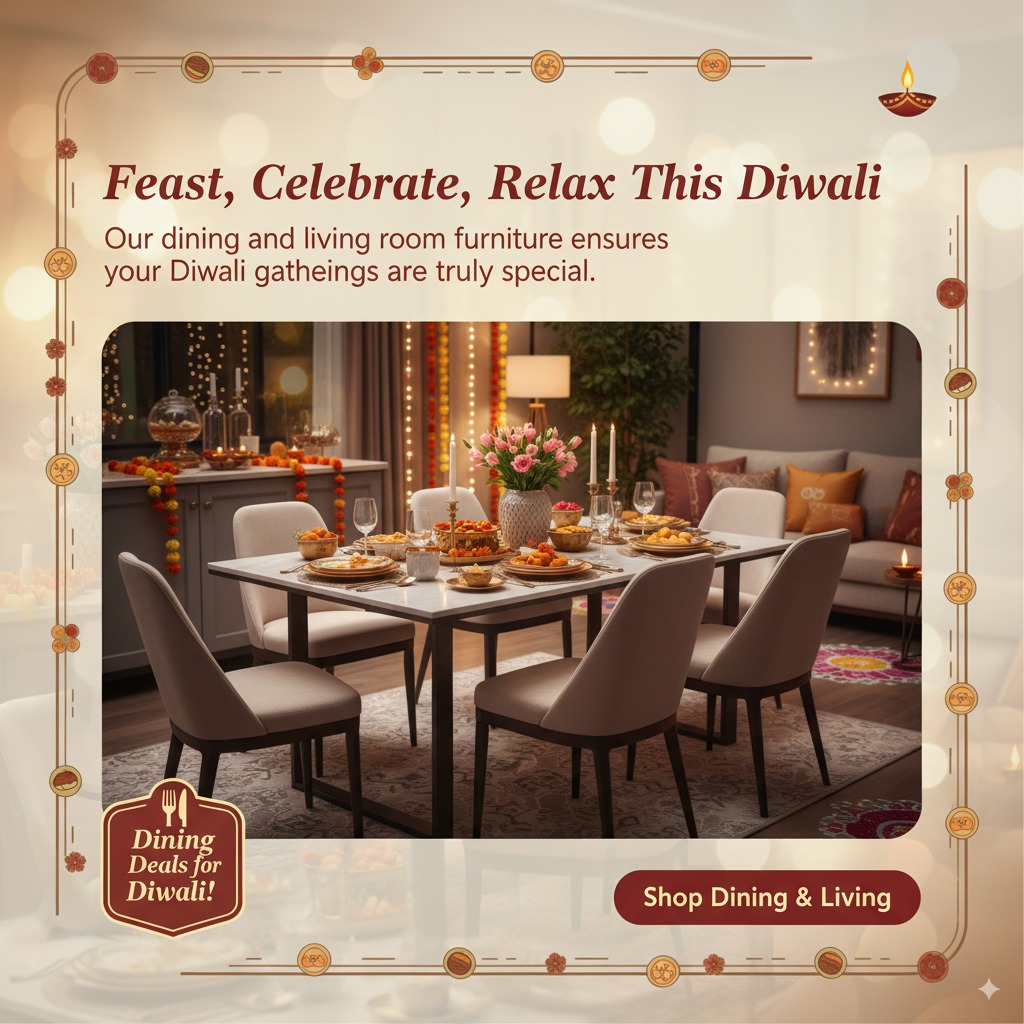 Feast, Celebrate, Relax This Diwali
Our dining and living room furniture ensures
your Diwali gatheings are truly special.
Dining
Deals for
Diwali!
Shop Dining & Living